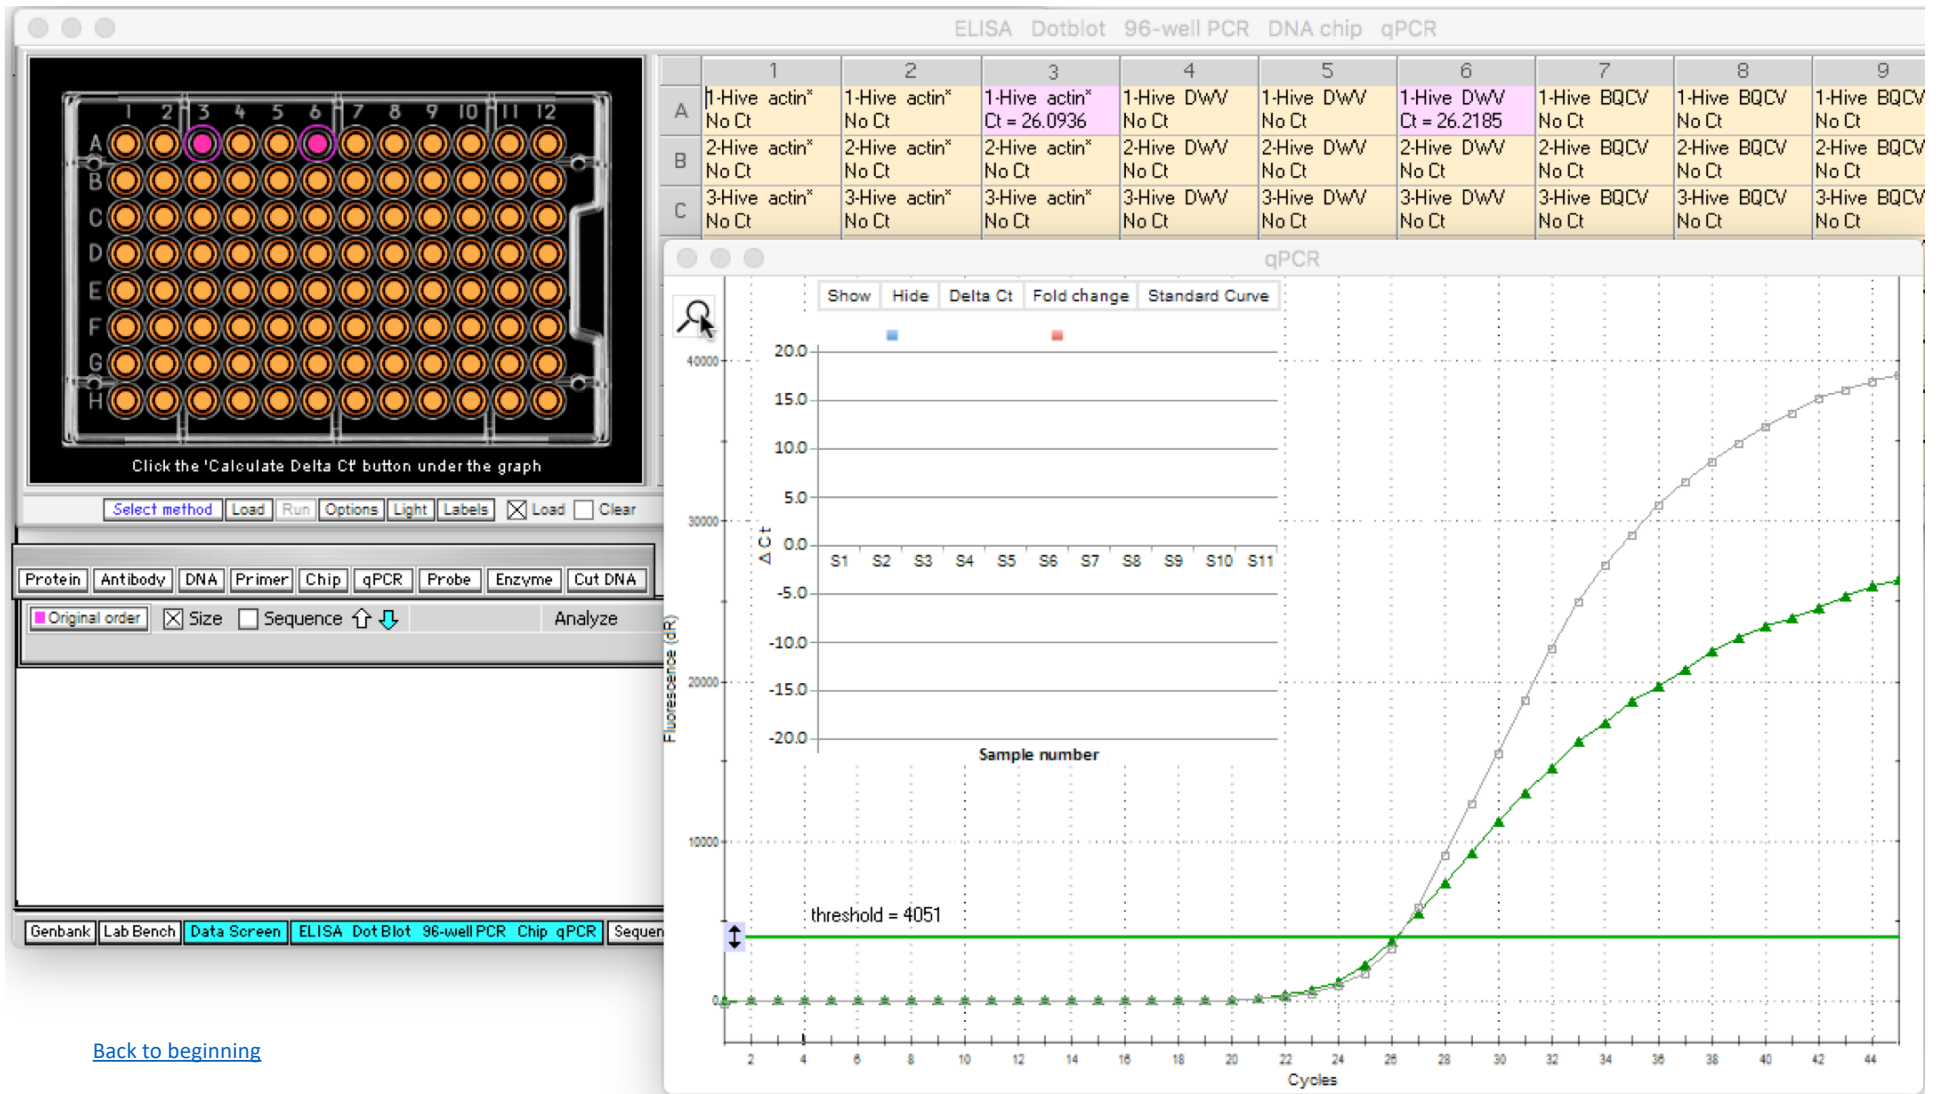 ELISA Dotblot 96-well PCR DNA chip qPCR
1 2 3 4 5 6 7 8 9 10 11 12
A
B
C
D
E
F
G
H
Click the 'Calculate Delta Ct' button under the graph
Select method Load Run Options Light Labels Load Clear
Protein Antibody DNA Primer Chip qPCR Probe Enzyme Cut DNA
Original order Size Sequence Analyze
Genbank Lab Bench Data Screen ELISA Dot Blot 96-well PCR Chip qPCR Sequen
Back to beginning
1 2 3 4 5 6 7 8 9
A 1-Hive actin* 1-Hive actin* 1-Hive actin* 1-Hive DWV 1-Hive DWV 1-Hive DWV 1-Hive BQCV 1-Hive BQCV 1-Hive BQCV
No Ct No Ct Ct = 26.0936 No Ct No Ct Ct = 26.2185 No Ct No Ct No Ct
B 2-Hive actin* 2-Hive actin* 2-Hive actin* 2-Hive DWV 2-Hive DWV 2-Hive DWV 2-Hive BQCV 2-Hive BQCV 2-Hive BQCV
No Ct No Ct No Ct No Ct No Ct No Ct No Ct No Ct No Ct
C 3-Hive actin* 3-Hive actin* 3-Hive actin* 3-Hive DWV 3-Hive DWV 3-Hive DWV 3-Hive BQCV 3-Hive BQCV 3-Hive BQCV
No Ct No Ct No Ct No Ct No Ct No Ct No Ct No Ct No Ct
qPCR
Show Hide Delta Ct Fold change Standard Curve
20.0
15.0
10.0
5.0
0.0
-5.0
-10.0
-15.0
-20.0
Δ Ct
S1 S2 S3 S4 S5 S6 S7 S8 S9 S10 S11
Sample number
40000
30000
20000
10000
0
Fluorescence (dR)
threshold = 4051
2 4 6 8 10 12 14 16 18 20 22 24 26 28 30 32 34 36 38 40 42 44
Cycles